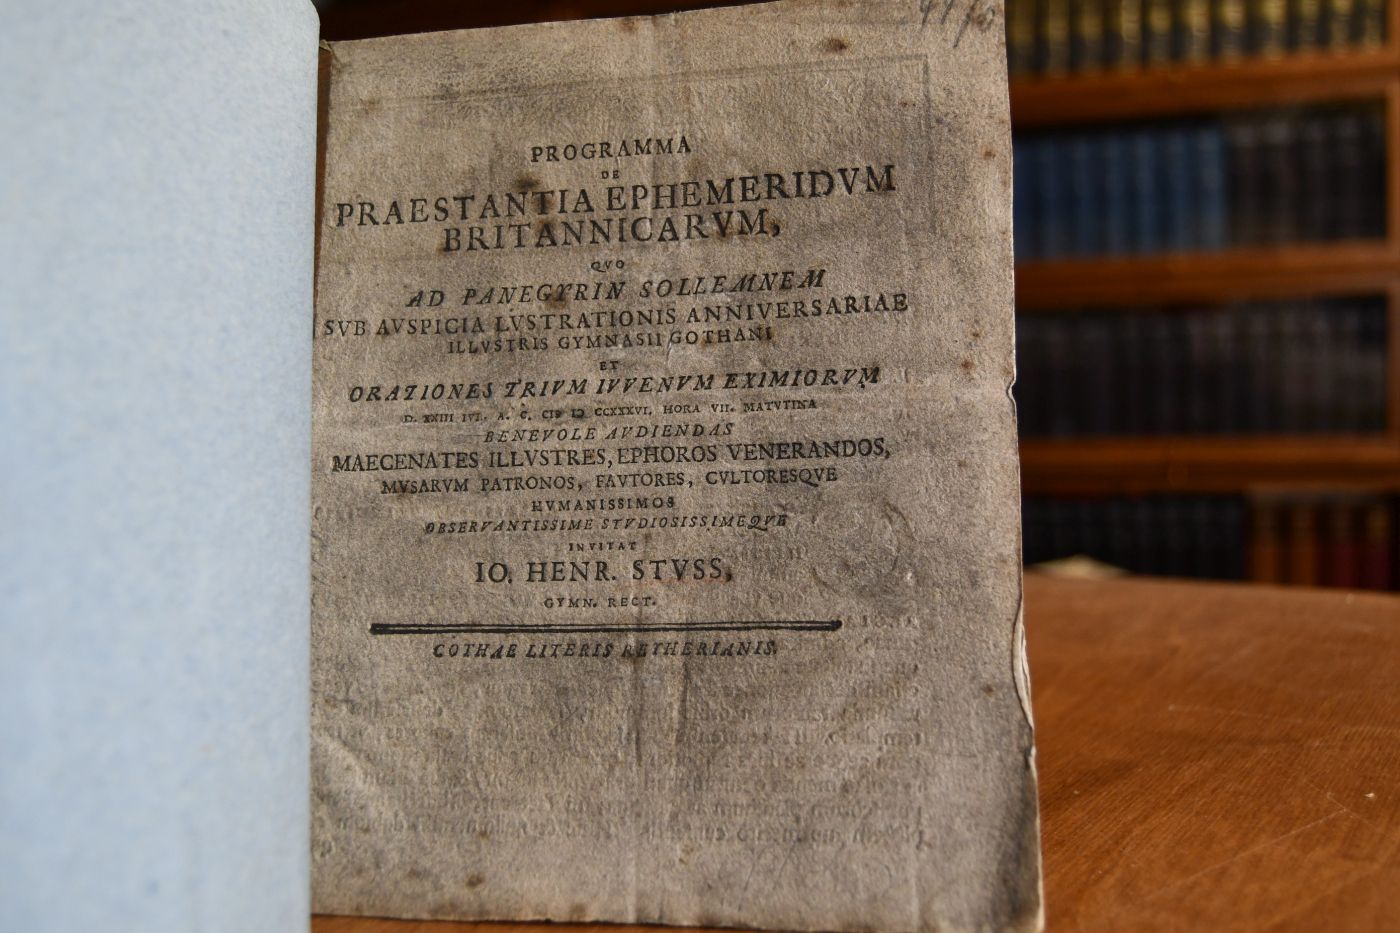 PROGRAMMA
DE
PRAESTANTIA EPHEMERIDVM
BRITANNICARVM,
QVO
AD PANEGYRIN SOLLEMNEM
SVB AVSPICIA LVSTRATIONIS ANNIVERSARIAE
ILLVSTRIS GYMNASII GOTHANI
ET
ORATIONES TRIVM IVVENVM EXIMIORVM
D. XXIII IVL. A. C. CIƆ IƆ CCXXXVI. HORA VII. MATVTINA
BENEVOLE AVDIENDAS
MAECENATES ILLVSTRES, EPHOROS VENERANDOS,
MVSARVM PATRONOS, FAVTORES, CVLTORESQVE
HVMANISSIMOS
OBSERVANTISSIME STVDIOSISSIMEQVE
INVITAT
IO. HENR. STVSS,
GYMN. RECT.
GOTHAE LITERIS REYHERIANIS.